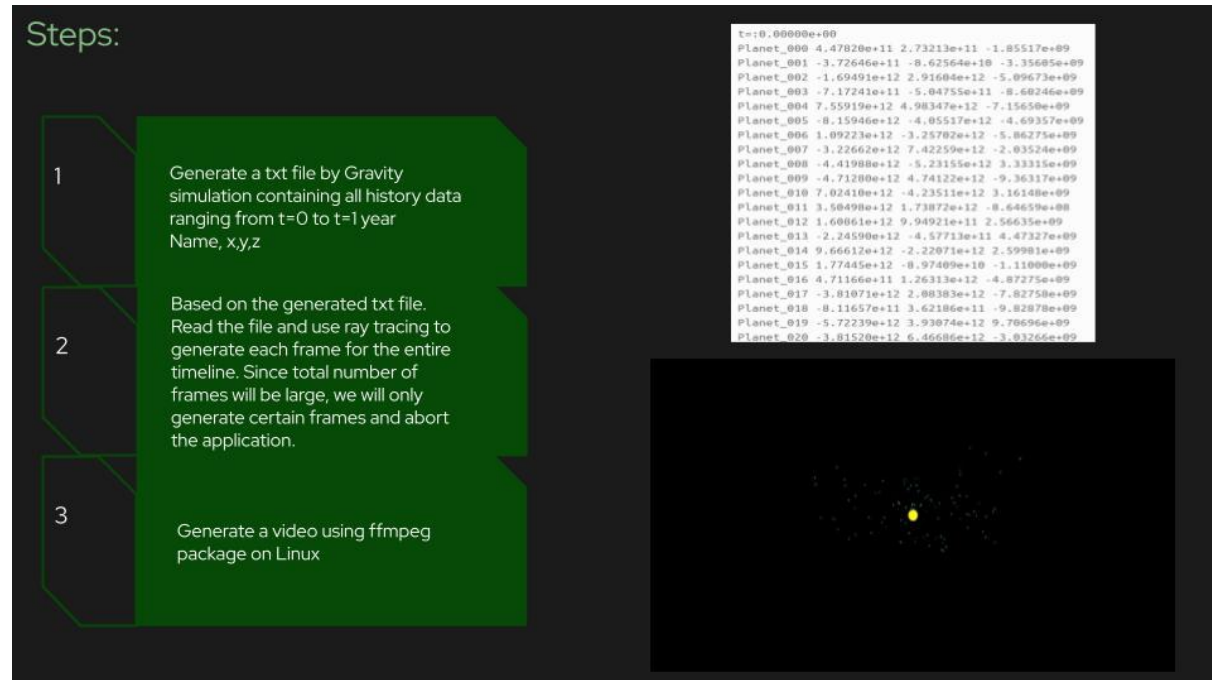 Steps:
1
Generate a txt file by Gravity
simulation containing all history data
ranging from t=0 to t=1 year
Name, x,y,z
2
Based on the generated txt file.
Read the file and use ray tracing to
generate each frame for the entire
timeline. Since total number of
frames will be large, we will only
generate certain frames and abort
the application.
3
Generate a video using ffmpeg
package on Linux
t=:0.00000e+00
Planet_000 4.47820e+11 2.73213e+11 -1.85517e+09
Planet_001 -3.72646e+11 -8.62564e+10 -3.35605e+09
Planet_002 -1.69491e+12 2.91604e+12 -5.09673e+09
Planet_003 -7.17241e+11 -5.04755e+11 -8.60246e+09
Planet_004 7.55919e+12 4.98347e+12 -7.15650e+09
Planet_005 -8.15946e+12 -4.05517e+12 -4.69357e+09
Planet_006 1.09223e+12 -3.25702e+12 -5.86275e+09
Planet_007 -3.22662e+12 7.42259e+12 -2.03524e+09
Planet_008 -4.41988e+12 -5.23155e+12 3.33315e+09
Planet_009 -4.71280e+12 4.74122e+12 -9.36317e+09
Planet_010 7.02410e+12 -4.23511e+12 3.16148e+09
Planet_011 3.50498e+12 1.73872e+12 -8.64659e+08
Planet_012 1.60861e+12 9.94921e+11 2.56635e+09
Planet_013 -2.24590e+12 -4.57713e+11 4.47327e+09
Planet_014 9.66612e+12 -2.22071e+12 2.59981e+09
Planet_015 1.77445e+12 -8.97409e+10 -1.11000e+09
Planet_016 4.71166e+11 1.26313e+12 -4.87275e+09
Planet_017 -3.81071e+12 2.08383e+12 -7.82758e+09
Planet_018 -8.11657e+11 3.62186e+11 -9.82878e+09
Planet_019 -5.72239e+12 3.93074e+12 9.70696e+09
Planet_020 -3.81520e+12 6.46686e+12 -3.03266e+09